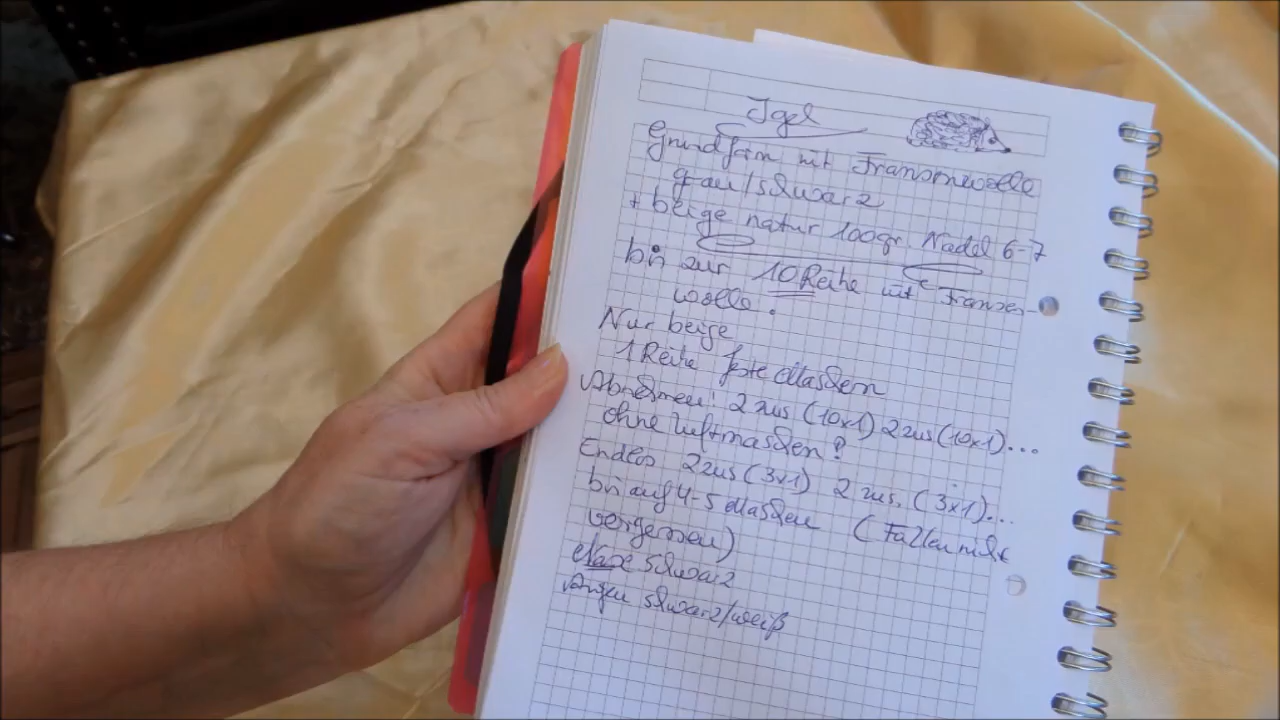 Igel
Grundform mit Fransenwolle
grau/schwarz
+ beige natur 100gr Nadel 6-7
bis zur 10 Reihe mit Fransen-
wolle.
Nur beige
1 Reihe feste Maschen
Abnehmen: 2 zus (10x1) 2 zus (10x1)...
ohne Luftmaschen?
Endlos 2 zus (3x1) 2 zus. (3x1)...
bis auf 4-5 Maschen (Füllen nicht
vergessen)
Nase schwarz
Augen schwarz/weiß